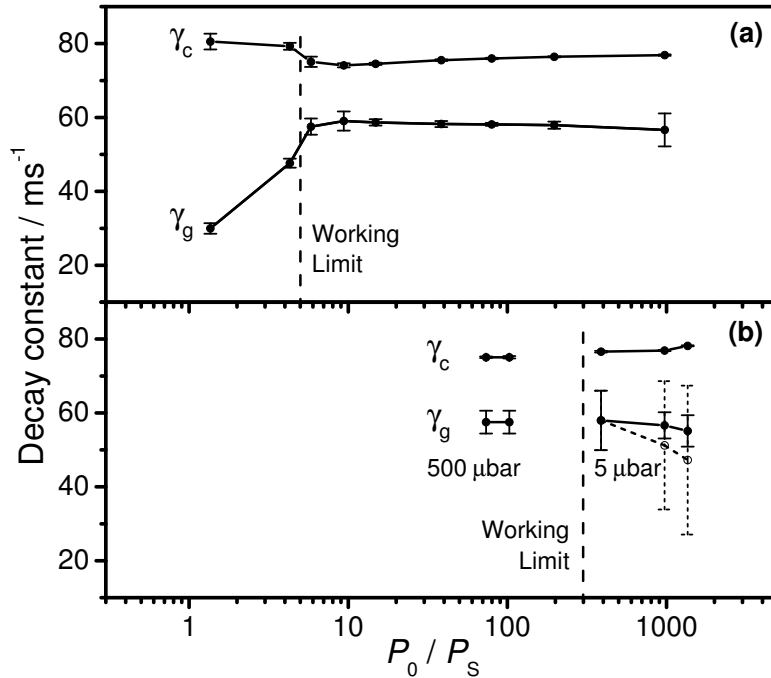 Decay constant / ms⁻¹
(a)
80
60
40
20
γc
γg
Working
Limit
(b)
80
60
40
20
γc
γg
500 μbar
5 μbar
Working
Limit
1
10
100
1000
P0 / PS